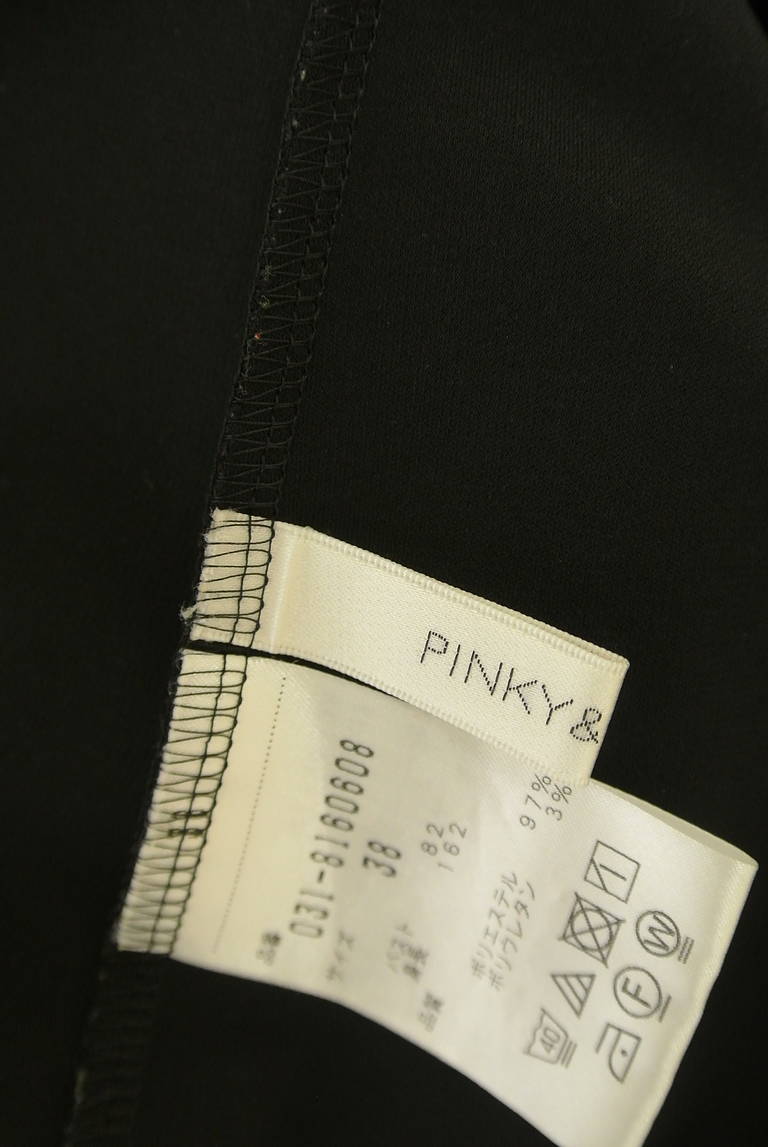 PINKY&
品番 031-8160608
サイズ 38
バスト 82
身長 162
品質
ポリエステル 97%
ポリウレタン 3%
40
F
W